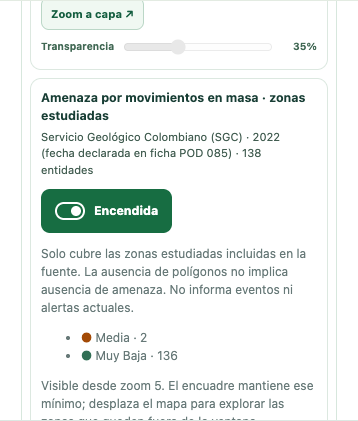 Zoom a capa ↗
Transparencia 35%
Amenaza por movimientos en masa · zonas
estudiadas
Servicio Geológico Colombiano (SGC) · 2022
(fecha declarada en ficha POD 085) · 138
entidades
Encendida
Solo cubre las zonas estudiadas incluidas en la
fuente. La ausencia de polígonos no implica
ausencia de amenaza. No informa eventos ni
alertas actuales.
Media · 2
Muy Baja · 136
Visible desde zoom 5. El encuadre mantiene ese
mínimo; desplaza el mapa para explorar las